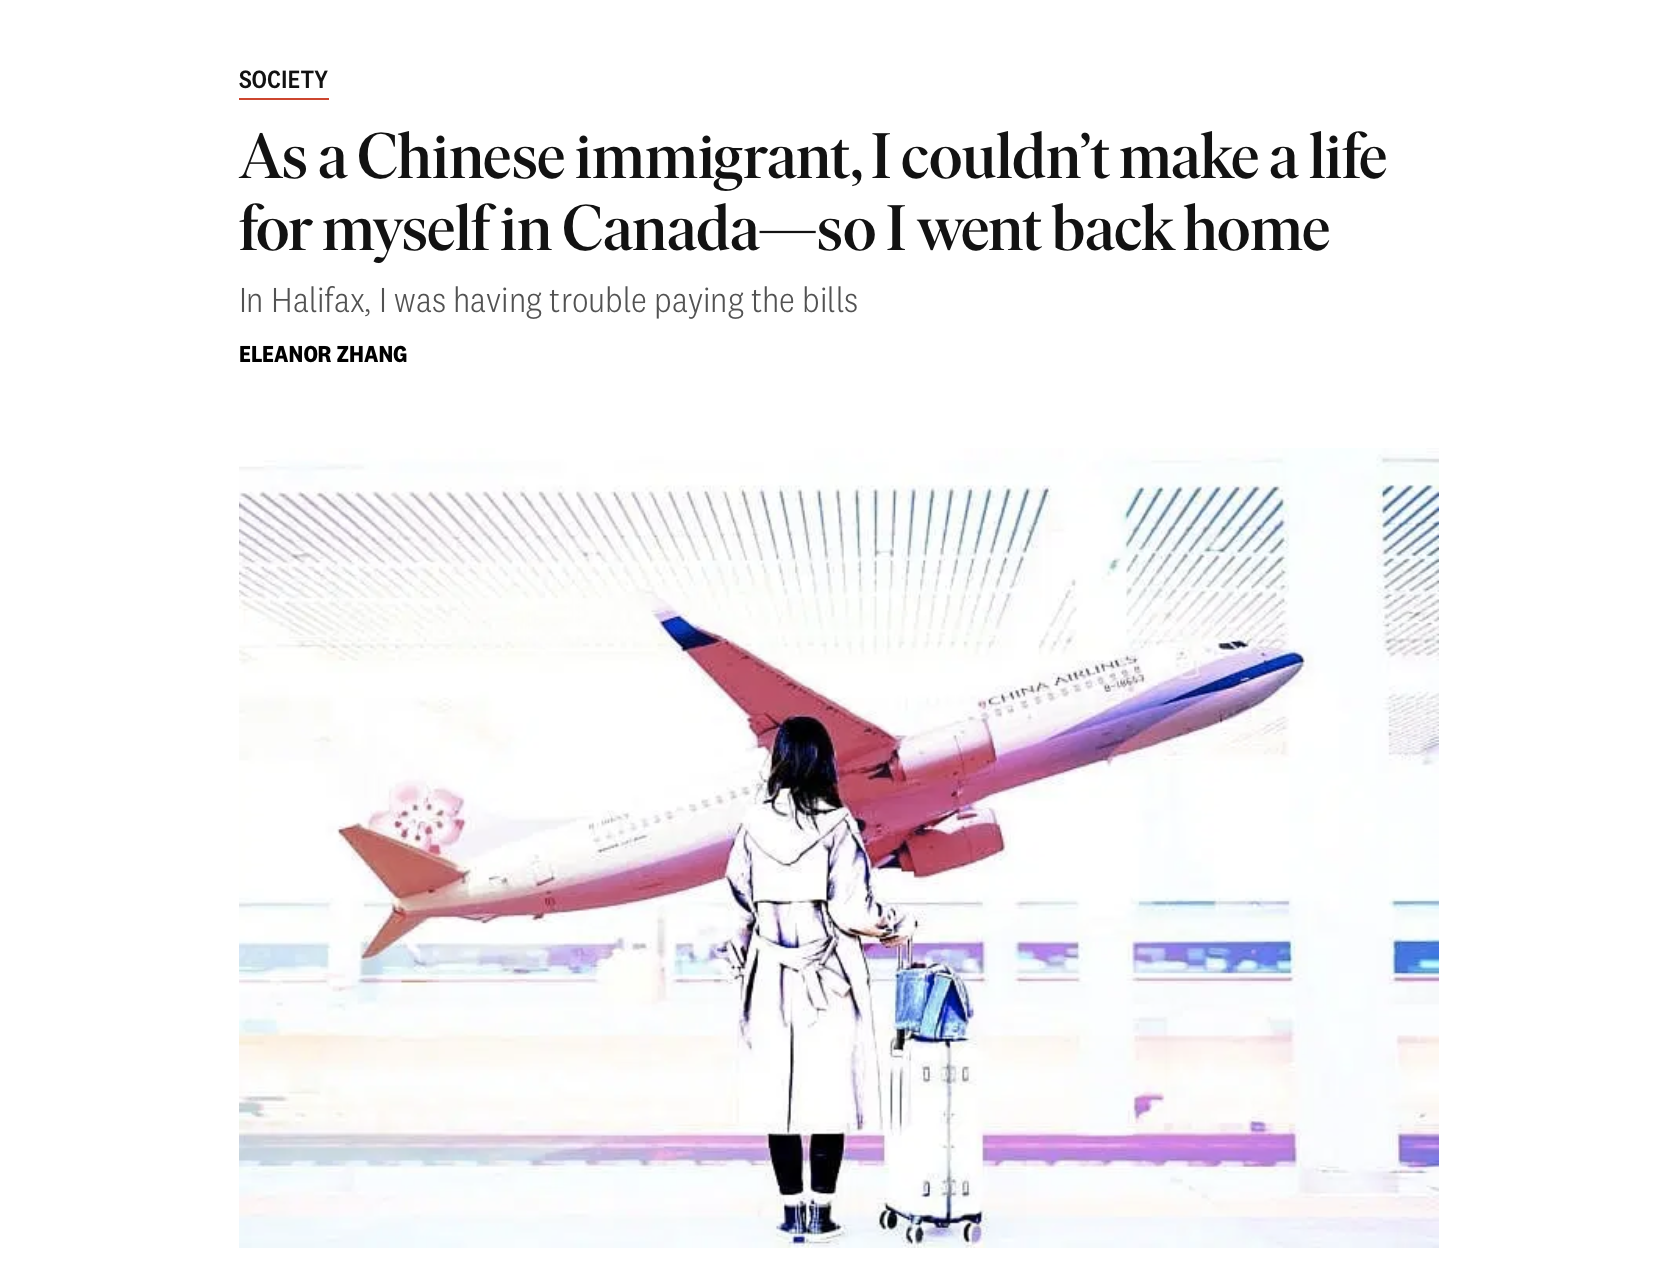 SOCIETY
As a Chinese immigrant, I couldn’t make a life
for myself in Canada—so I went back home
In Halifax, I was having trouble paying the bills
ELEANOR ZHANG
CHINA AIRLINES
B-18653